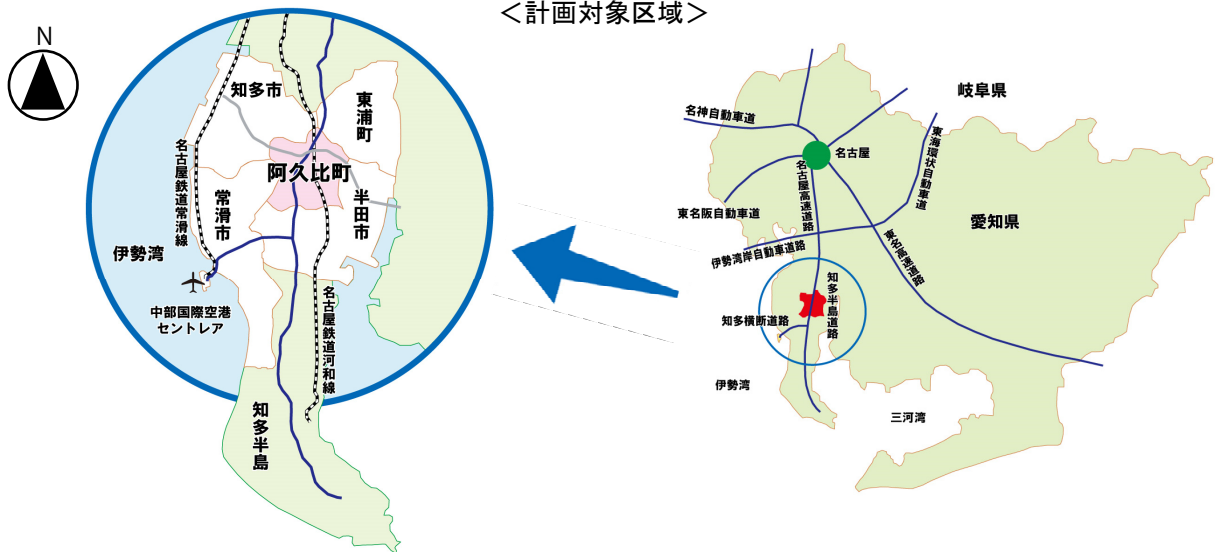 ＜計画対象区域＞
N
知多市
東浦町
阿久比町
名古屋鉄道常滑線
常滑市
半田市
伊勢湾
中部国際空港
セントレア
名古屋鉄道河和線
知多半島
岐阜県
名神自動車道
東海環状自動車道
名古屋
名古屋高速道路
東名阪自動車道
愛知県
伊勢湾岸自動車道路
東名高速道路
知多半島道路
知多横断道路
伊勢湾
三河湾